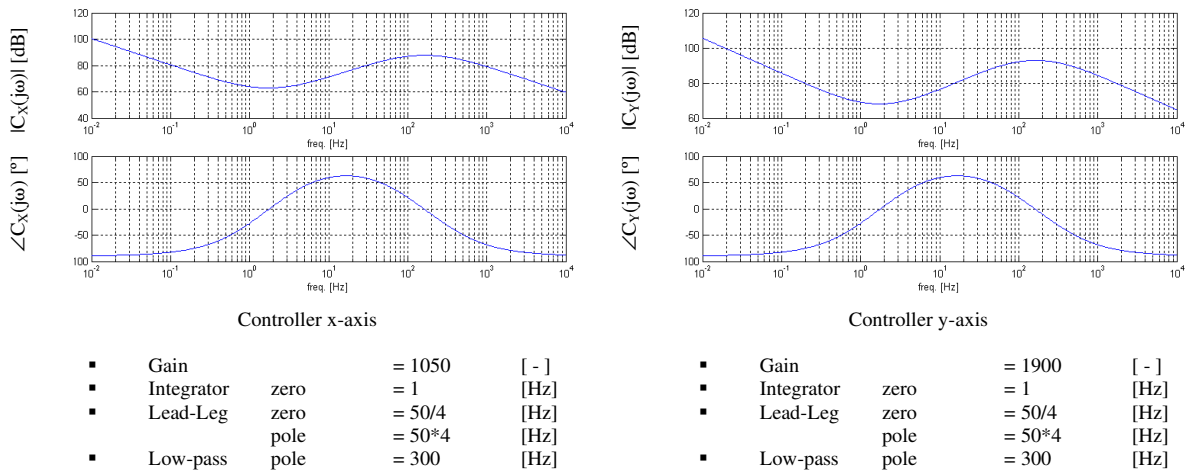 120
100
80
60
40
|C_X(jω)| [dB]
10^-2 10^-1 10^0 10^1 10^2 10^3 10^4
freq. [Hz]
100
50
0
-50
100
∠C_X(jω) [º]
10^-2 10^-1 10^0 10^1 10^2 10^3 10^4
freq. [Hz]
Controller x-axis
▪ Gain = 1050 [ - ]
▪ Integrator zero = 1 [Hz]
▪ Lead-Leg zero = 50/4 [Hz]
pole = 50*4 [Hz]
▪ Low-pass pole = 300 [Hz]
120
100
80
60
|C_Y(jω)| [dB]
10^-2 10^-1 10^0 10^1 10^2 10^3 10^4
freq. [Hz]
100
50
0
-50
100
∠C_Y(jω) [º]
10^-2 10^-1 10^0 10^1 10^2 10^3 10^4
freq. [Hz]
Controller y-axis
▪ Gain = 1900 [ - ]
▪ Integrator zero = 1 [Hz]
▪ Lead-Leg zero = 50/4 [Hz]
pole = 50*4 [Hz]
▪ Low-pass pole = 300 [Hz]